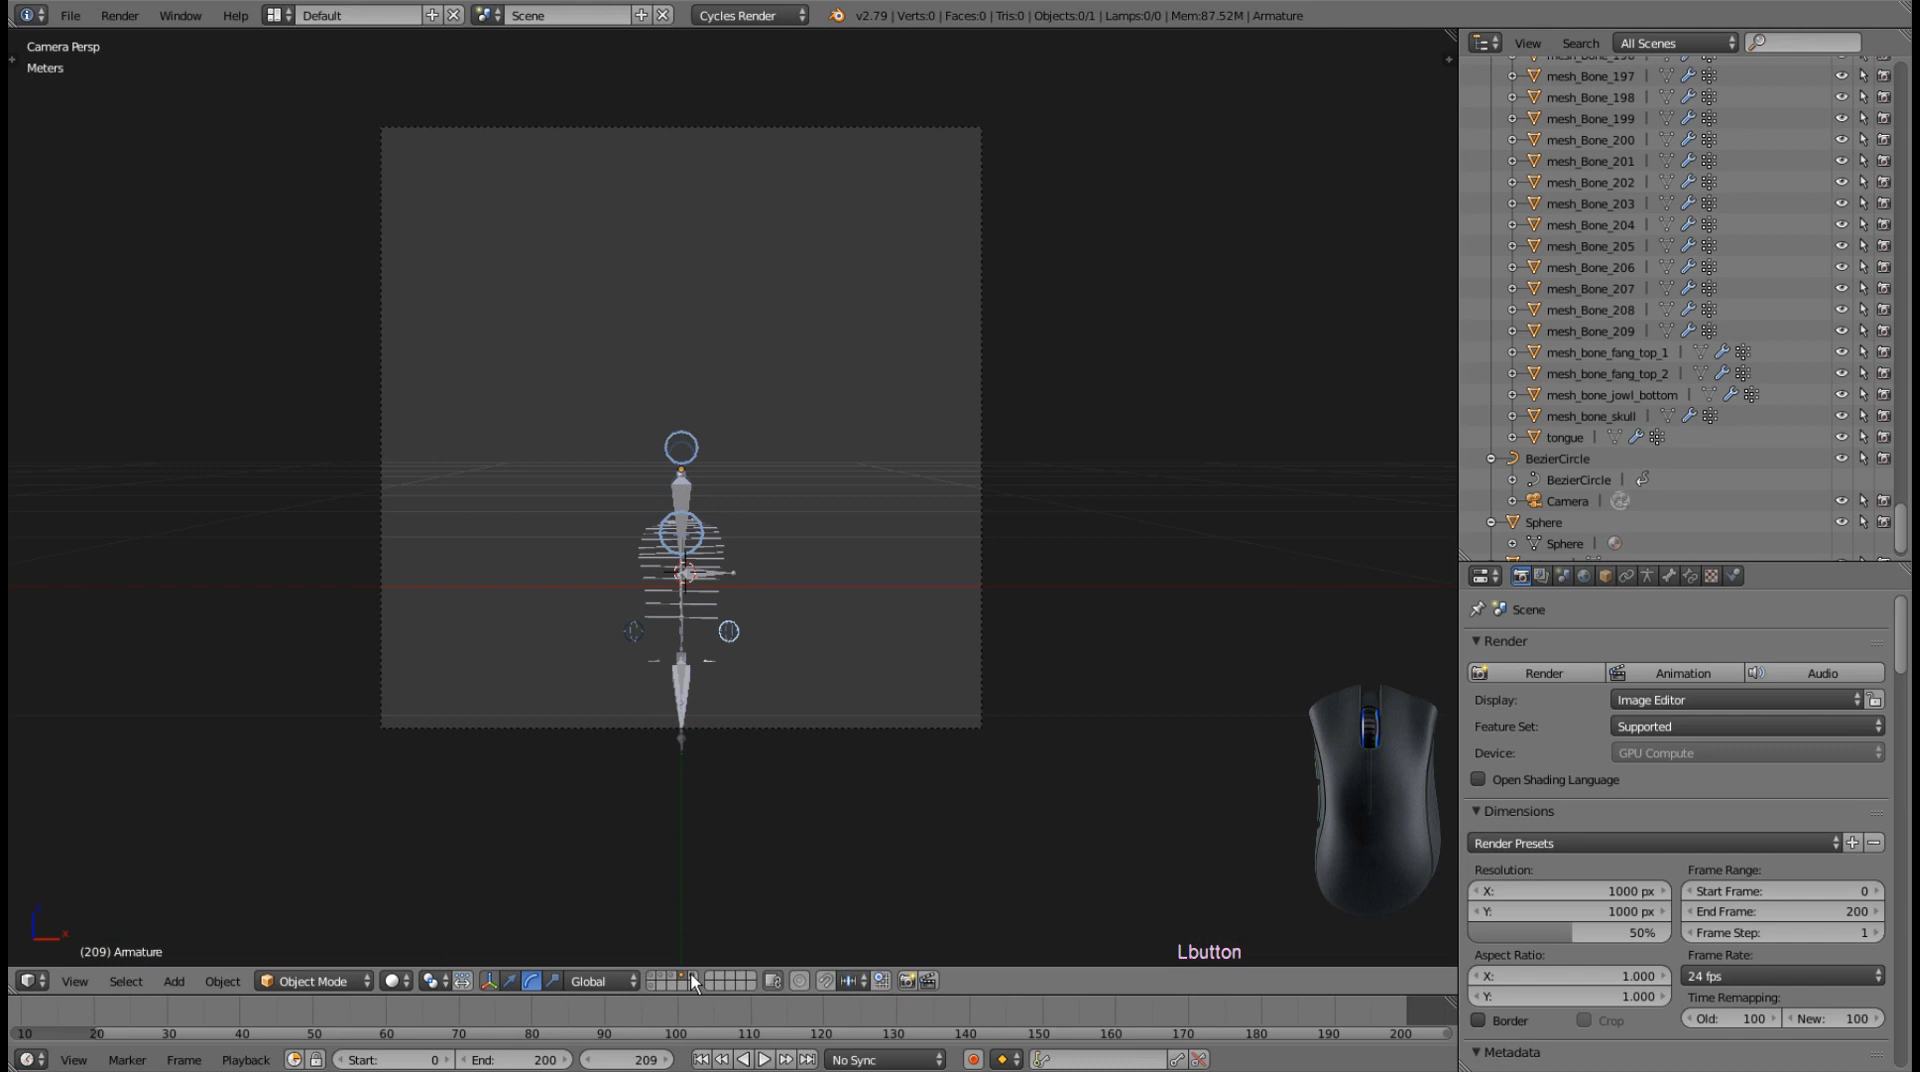 File Render Window Help Default Scene Cycles Render v2.79 | Verts:0 | Faces:0 | Tris:0 | Objects:0/1 | Lamps:0/0 | Mem:87.52M | Armature
Camera Persp
Meters
View Search All Scenes
mesh_Bone_197
mesh_Bone_198
mesh_Bone_199
mesh_Bone_200
mesh_Bone_201
mesh_Bone_202
mesh_Bone_203
mesh_Bone_204
mesh_Bone_205
mesh_Bone_206
mesh_Bone_207
mesh_Bone_208
mesh_Bone_209
mesh_bone_fang_top_1
mesh_bone_fang_top_2
mesh_bone_jowl_bottom
mesh_bone_skull
tongue
BezierCircle
BezierCircle
Camera
Sphere
Sphere
Scene
Render
Render Animation Audio
Display: Image Editor
Feature Set: Supported
Device: GPU Compute
Open Shading Language
Dimensions
Render Presets
Resolution: Frame Range:
X: 1000 px Start Frame: 0
Y: 1000 px End Frame: 200
50% Frame Step: 1
Aspect Ratio: Frame Rate:
X: 1.000 24 fps
Y: 1.000 Time Remapping:
Border Crop Old: 100 New: 100
Metadata
Lbutton
x
(209) Armature
View Select Add Object Object Mode Global
10 20 30 40 50 60 70 80 90 100 110 120 130 140 150 160 170 180 190 200
View Marker Frame Playback Start: 0 End: 200 209 No Sync